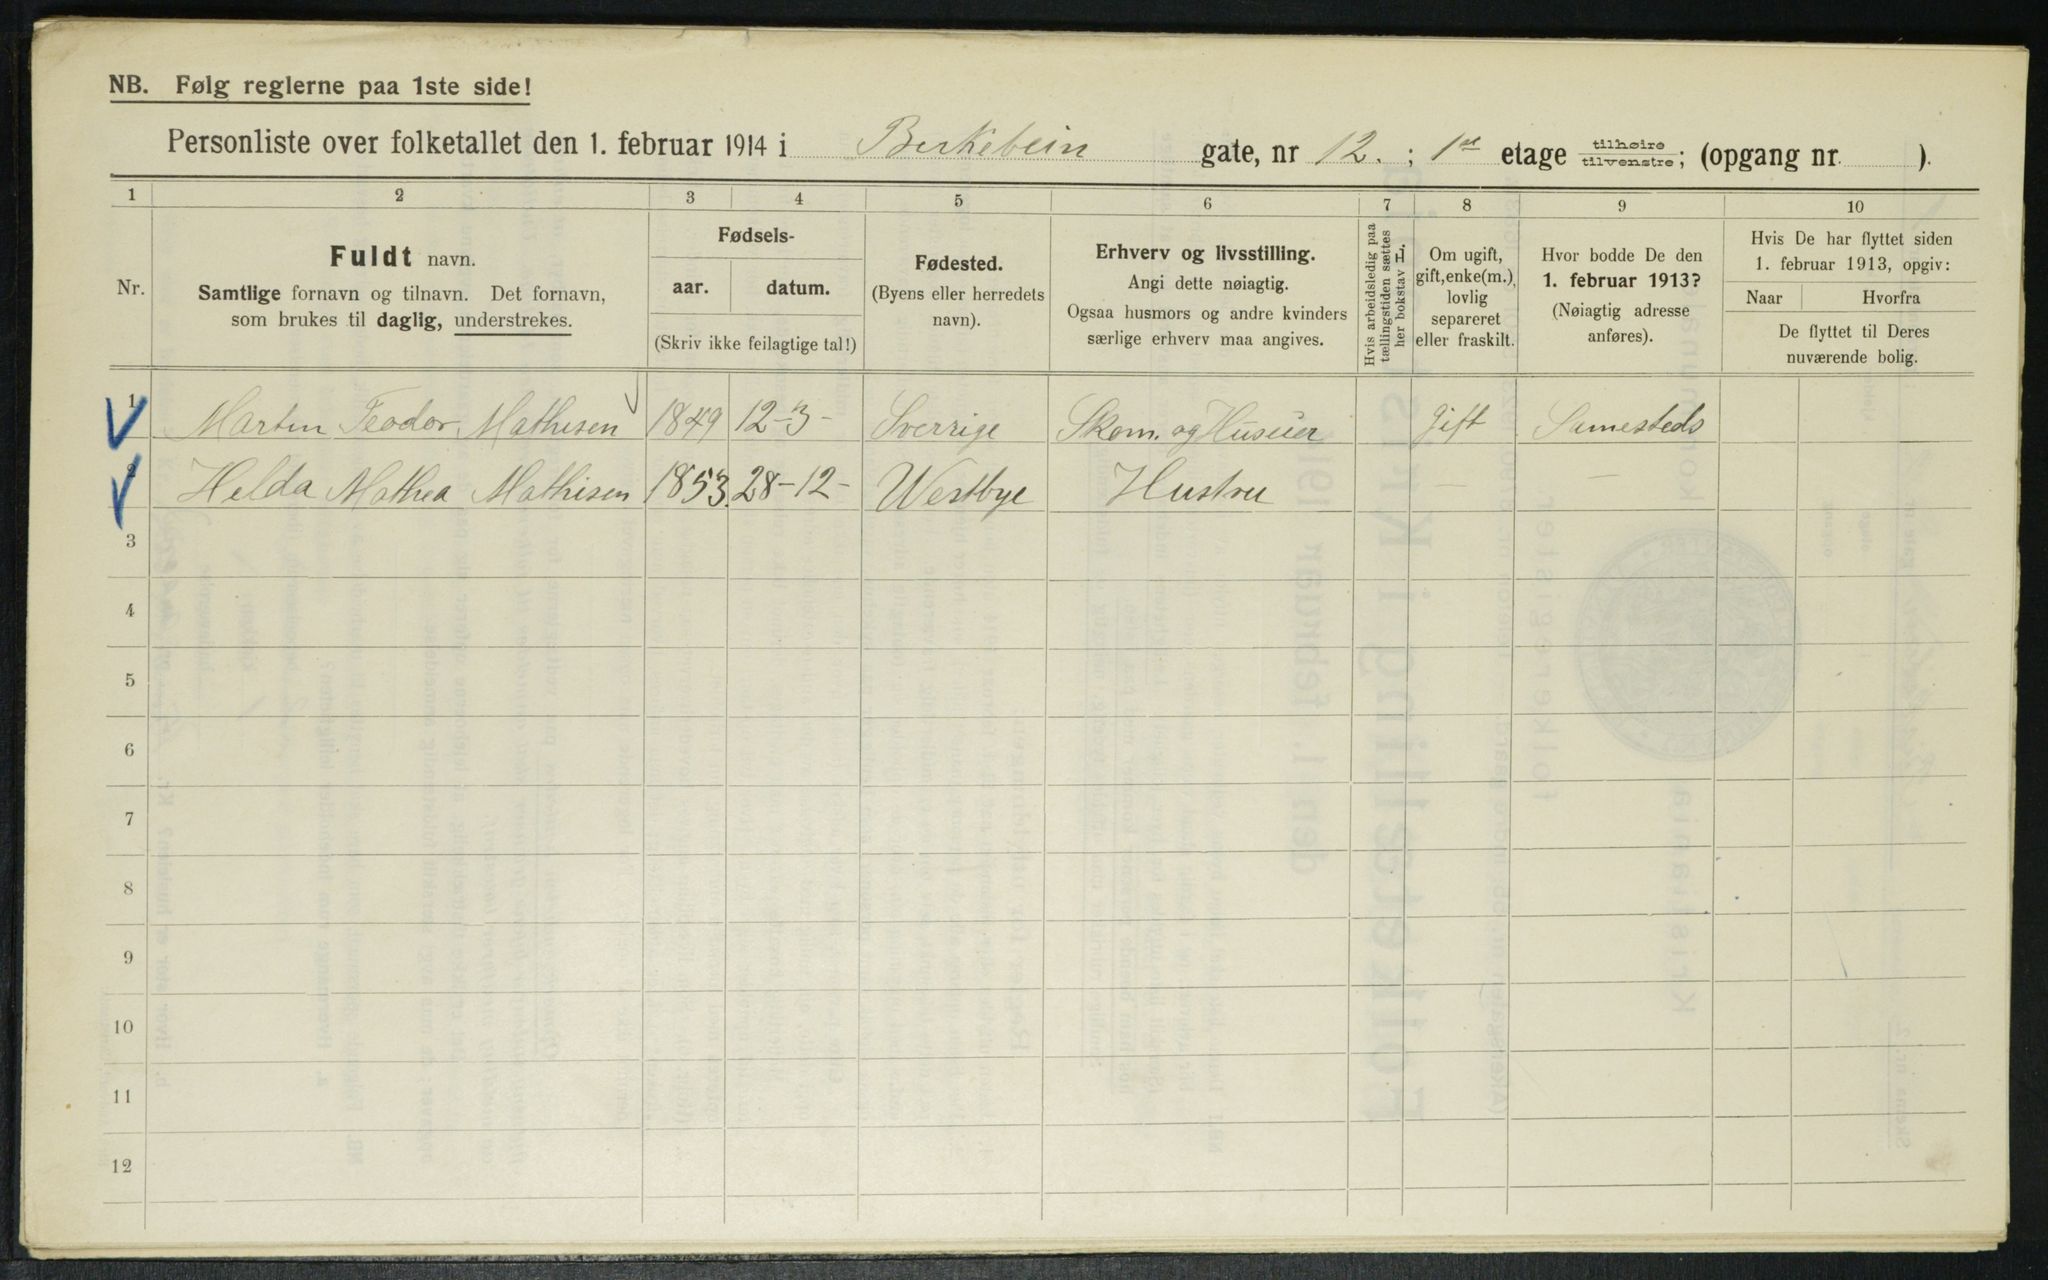 NB. Følg reglerne paa 1ste side!
Personliste over folketallet den 1. februar 1914 i Birkebein gate, nr 12. ; 1ste etage tilhøire tilvenstre; (opgang nr. ).
1 2 3 4 5 6 7 8 9 10
Nr.
Fuldt navn.
Samtlige fornavn og tilnavn. Det fornavn,
som brukes til daglig, understrekes.
Fødsels-
aar. datum.
(Skriv ikke feilagtige tal!)
Fødested.
(Byens eller herredets
navn).
Erhverv og livsstilling.
Angi dette nøiagtig.
Ogsaa husmors og andre kvinders
særlige erhverv maa angives.
Hvis arbeidsledig paa
tællingstiden sættes
her bokstav L.
Om ugift,
gift, enke(m.),
lovlig
separeret
eller fraskilt.
Hvor bodde De den
1. februar 1913?
(Nøiagtig adresse
anføres).
Hvis De har flyttet siden
1. februar 1913, opgiv:
Naar Hvorfra
De flyttet til Deres
nuværende bolig.
1 Martin Teodor Mathisen 1849 12-3- Sverrige Skom. og Huseier Gift Samesteds
2 Helda Mathea Mathisen 1853. 28-12- Westbye Hustru — —
3
4
5
6
7
8
9
10
11
12